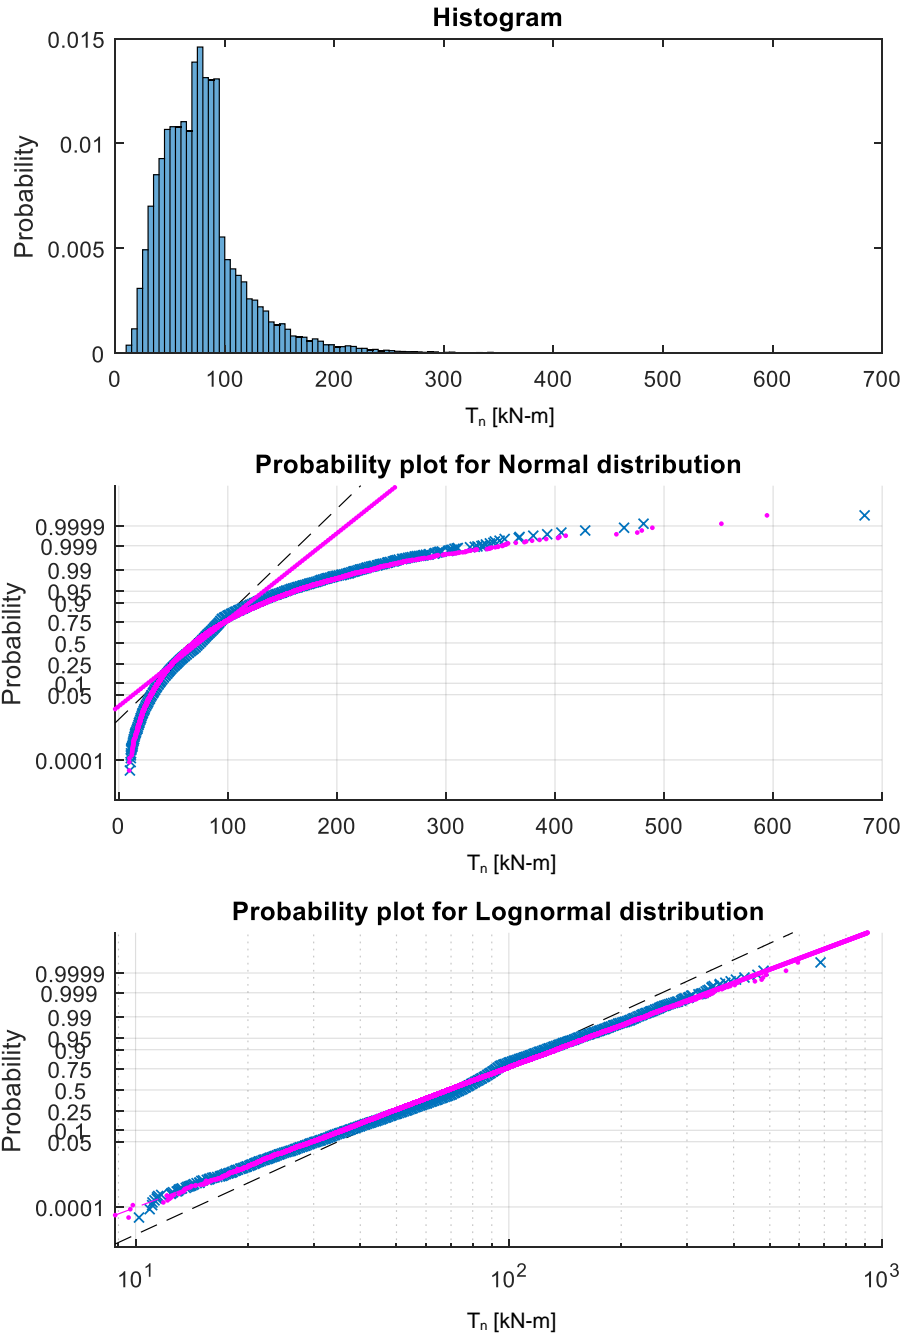 Histogram
0.015
0.01
0.005
0
Probability
0 100 200 300 400 500 600 700
Tₙ [kN-m]
Probability plot for Normal distribution
0.9999
0.999
0.99
0.95
0.9
0.75
0.5
0.25
0.1
0.05
0.0001
Probability
0 100 200 300 400 500 600 700
Tₙ [kN-m]
Probability plot for Lognormal distribution
0.9999
0.999
0.99
0.95
0.9
0.75
0.5
0.25
0.1
0.05
0.0001
Probability
10¹ 10² 10³
Tₙ [kN-m]